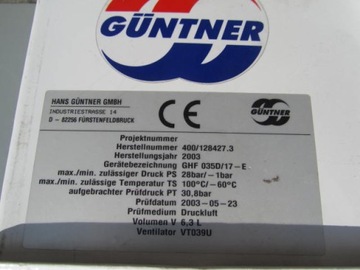 GÜNTNER
HANS GÜNTNER GMBH
INDUSTRIESTRASSE 14
D - 82256 FÜRSTENFELDBRUCK
CE
GÜNTNER
Projektnummer
Herstellnummer 400/128427.3
Herstellungsjahr 2003
Gerätebezeichnung GHF 035D/17-E
max./min. zulässiger Druck PS 28bar/-1bar
max./min. zulässige Temperatur TS 100°C/-60°C
aufgebrachter Prüfdruck PT 30,8bar
Prüfdatum 2003-05-23
Prüfmedium Druckluft
Volumen V 6,3 L
Ventilator VT039U